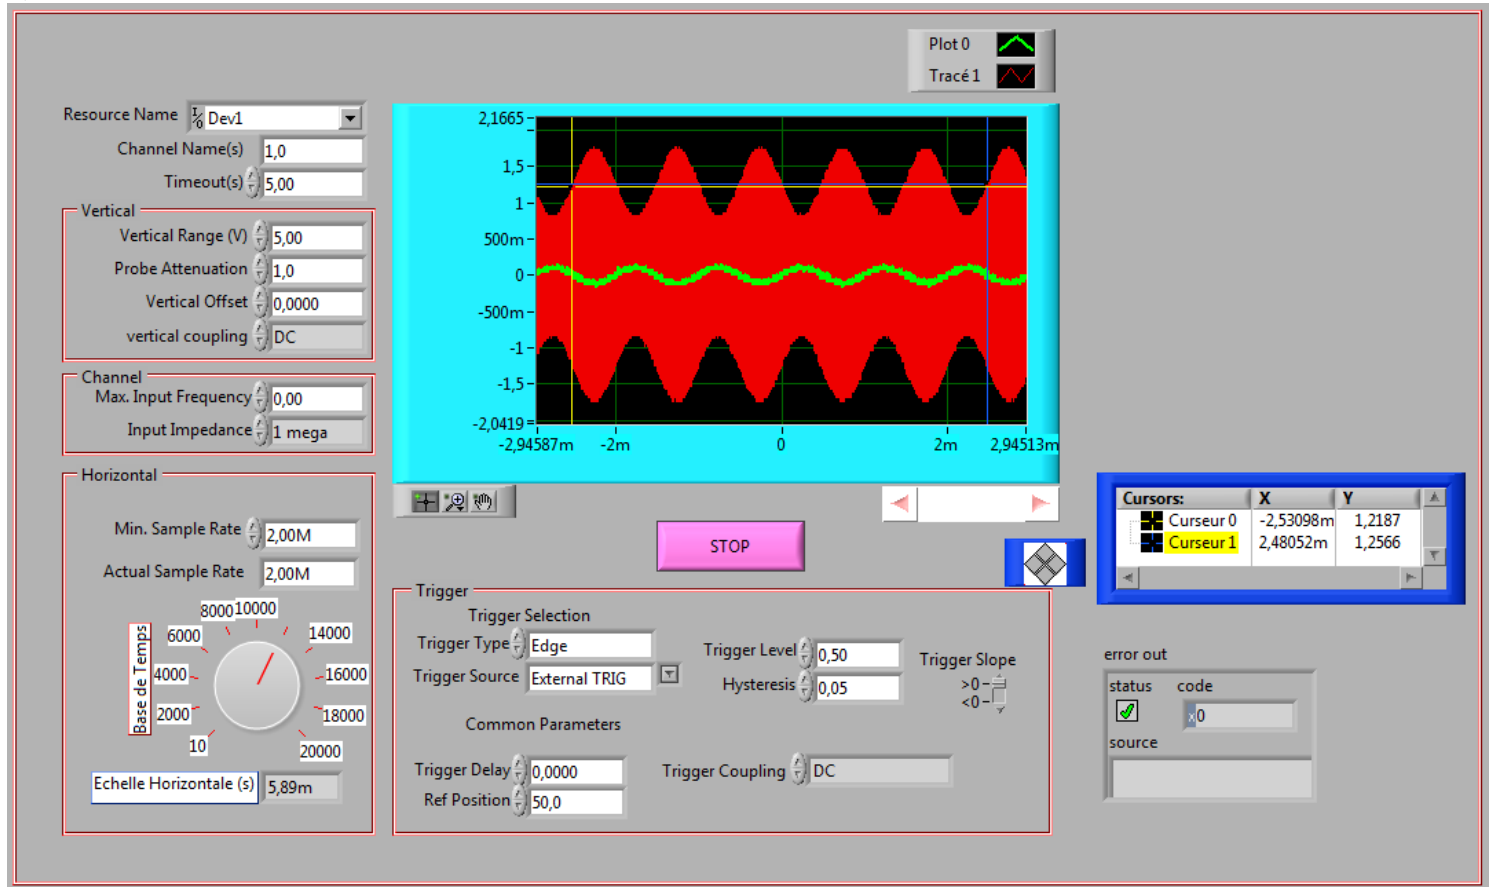 Plot 0
Tracé 1
Resource Name Dev1
Channel Name(s) 1,0
Timeout(s) 5,00
Vertical
Vertical Range (V) 5,00
Probe Attenuation 1,0
Vertical Offset 0,0000
vertical coupling DC
Channel
Max. Input Frequency 0,00
Input Impedance 1 mega
Horizontal
Min. Sample Rate 2,00M
Actual Sample Rate 2,00M
Base de Temps
10
2000
4000
6000
8000
10000
14000
16000
18000
20000
Echelle Horizontale (s) 5,89m
2,1665
1,5
1
500m
0
-500m
-1
-1,5
-2,0419
-2,94587m -2m 0 2m 2,94513m
STOP
Cursors: X Y
Curseur 0 -2,53098m 1,2187
Curseur 1 2,48052m 1,2566
Trigger
Trigger Selection
Trigger Type Edge
Trigger Source External TRIG
Trigger Level 0,50
Hysteresis 0,05
Trigger Slope
>0
<0
Common Parameters
Trigger Delay 0,0000
Ref Position 50,0
Trigger Coupling DC
error out
status code
x0
source